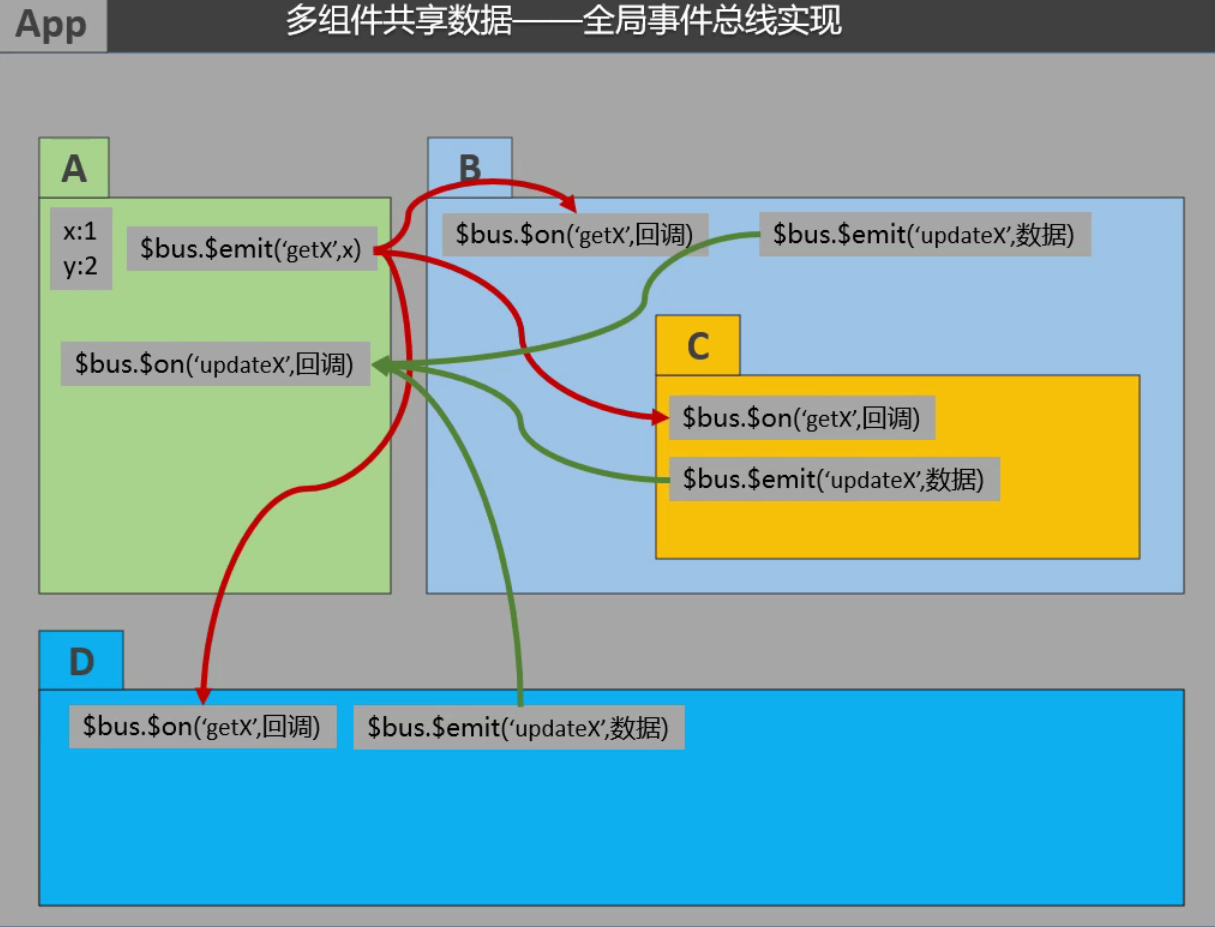 App
多组件共享数据——全局事件总线实现
A
B
x:1
y:2
$bus.$emit(‘getX’,x)
$bus.$on(‘getX’,回调)
$bus.$emit(‘updateX’,数据)
$bus.$on(‘updateX’,回调)
C
$bus.$on(‘getX’,回调)
$bus.$emit(‘updateX’,数据)
D
$bus.$on(‘getX’,回调)
$bus.$emit(‘updateX’,数据)